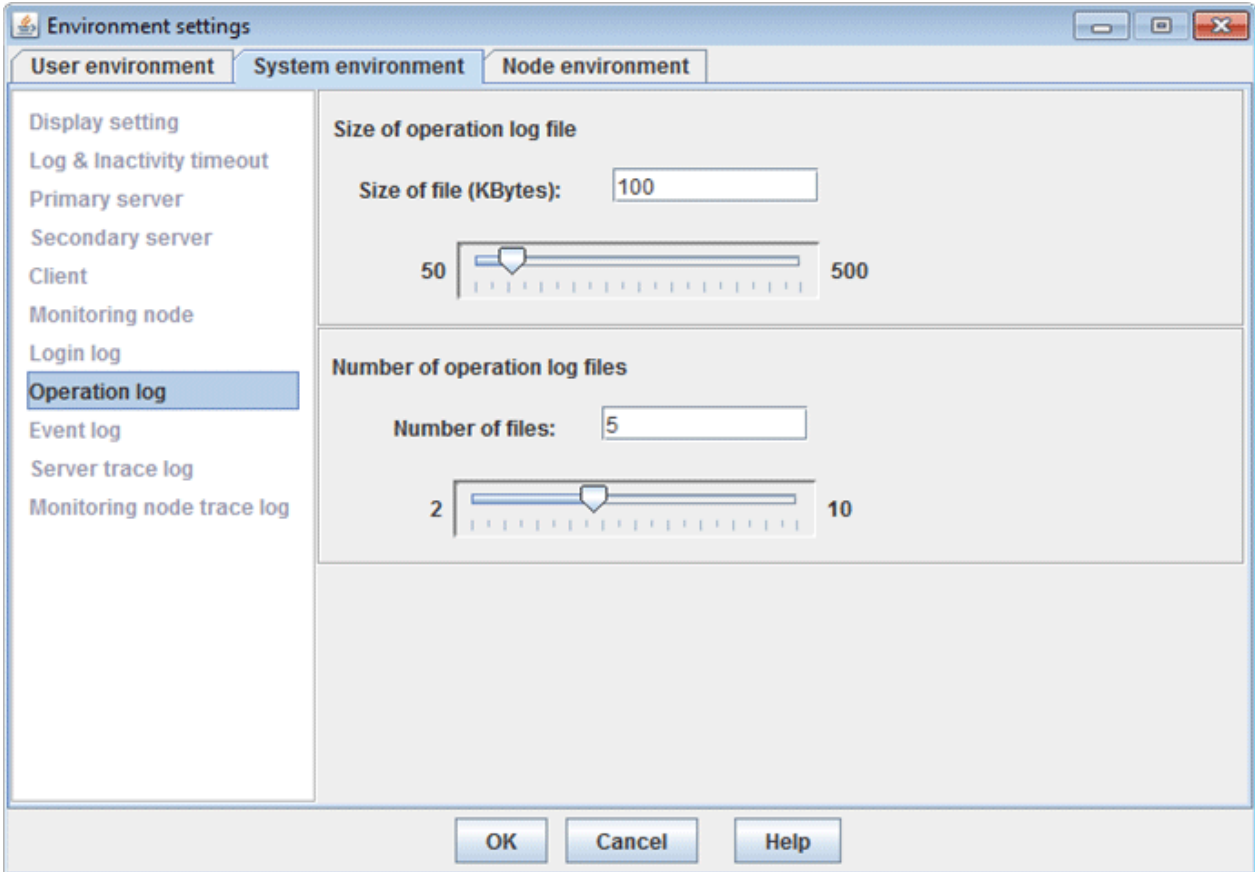 Environment settings
User environment
System environment
Node environment
Display setting
Log & Inactivity timeout
Primary server
Secondary server
Client
Monitoring node
Login log
Operation log
Event log
Server trace log
Monitoring node trace log
Size of operation log file
Size of file (KBytes): 100
50 500
Number of operation log files
Number of files: 5
2 10
OK Cancel Help